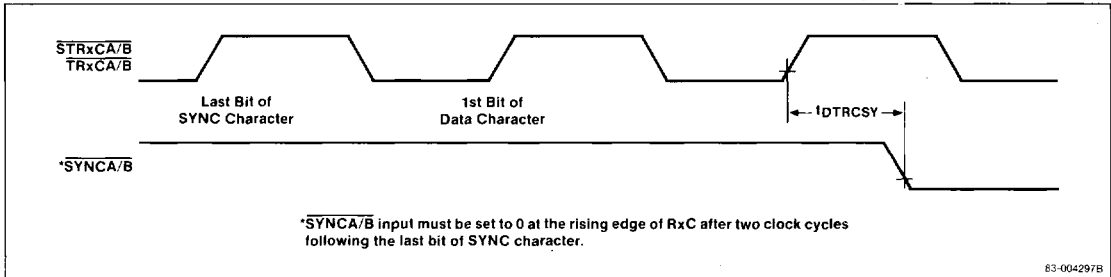 STRxCA/B
TRxCA/B
Last Bit of
SYNC Character
1st Bit of
Data Character
tDTRCSY
*SYNCA/B
*SYNCA/B input must be set to 0 at the rising edge of RxC after two clock cycles
following the last bit of SYNC character.
83-004297B